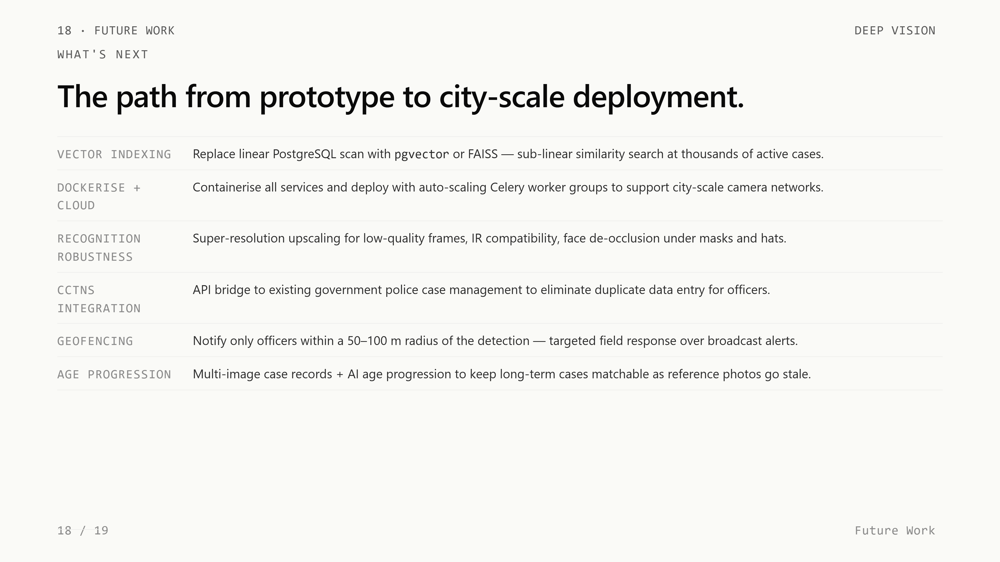 18 · FUTURE WORK
DEEP VISION
WHAT'S NEXT
The path from prototype to city-scale deployment.
VECTOR INDEXING
Replace linear PostgreSQL scan with pgvector or FAISS — sub-linear similarity search at thousands of active cases.
DOCKERISE +
CLOUD
Containerise all services and deploy with auto-scaling Celery worker groups to support city-scale camera networks.
RECOGNITION
ROBUSTNESS
Super-resolution upscaling for low-quality frames, IR compatibility, face de-occlusion under masks and hats.
CCTNS
INTEGRATION
API bridge to existing government police case management to eliminate duplicate data entry for officers.
GEOFENCING
Notify only officers within a 50–100 m radius of the detection — targeted field response over broadcast alerts.
AGE PROGRESSION
Multi-image case records + AI age progression to keep long-term cases matchable as reference photos go stale.
18 / 19
Future Work